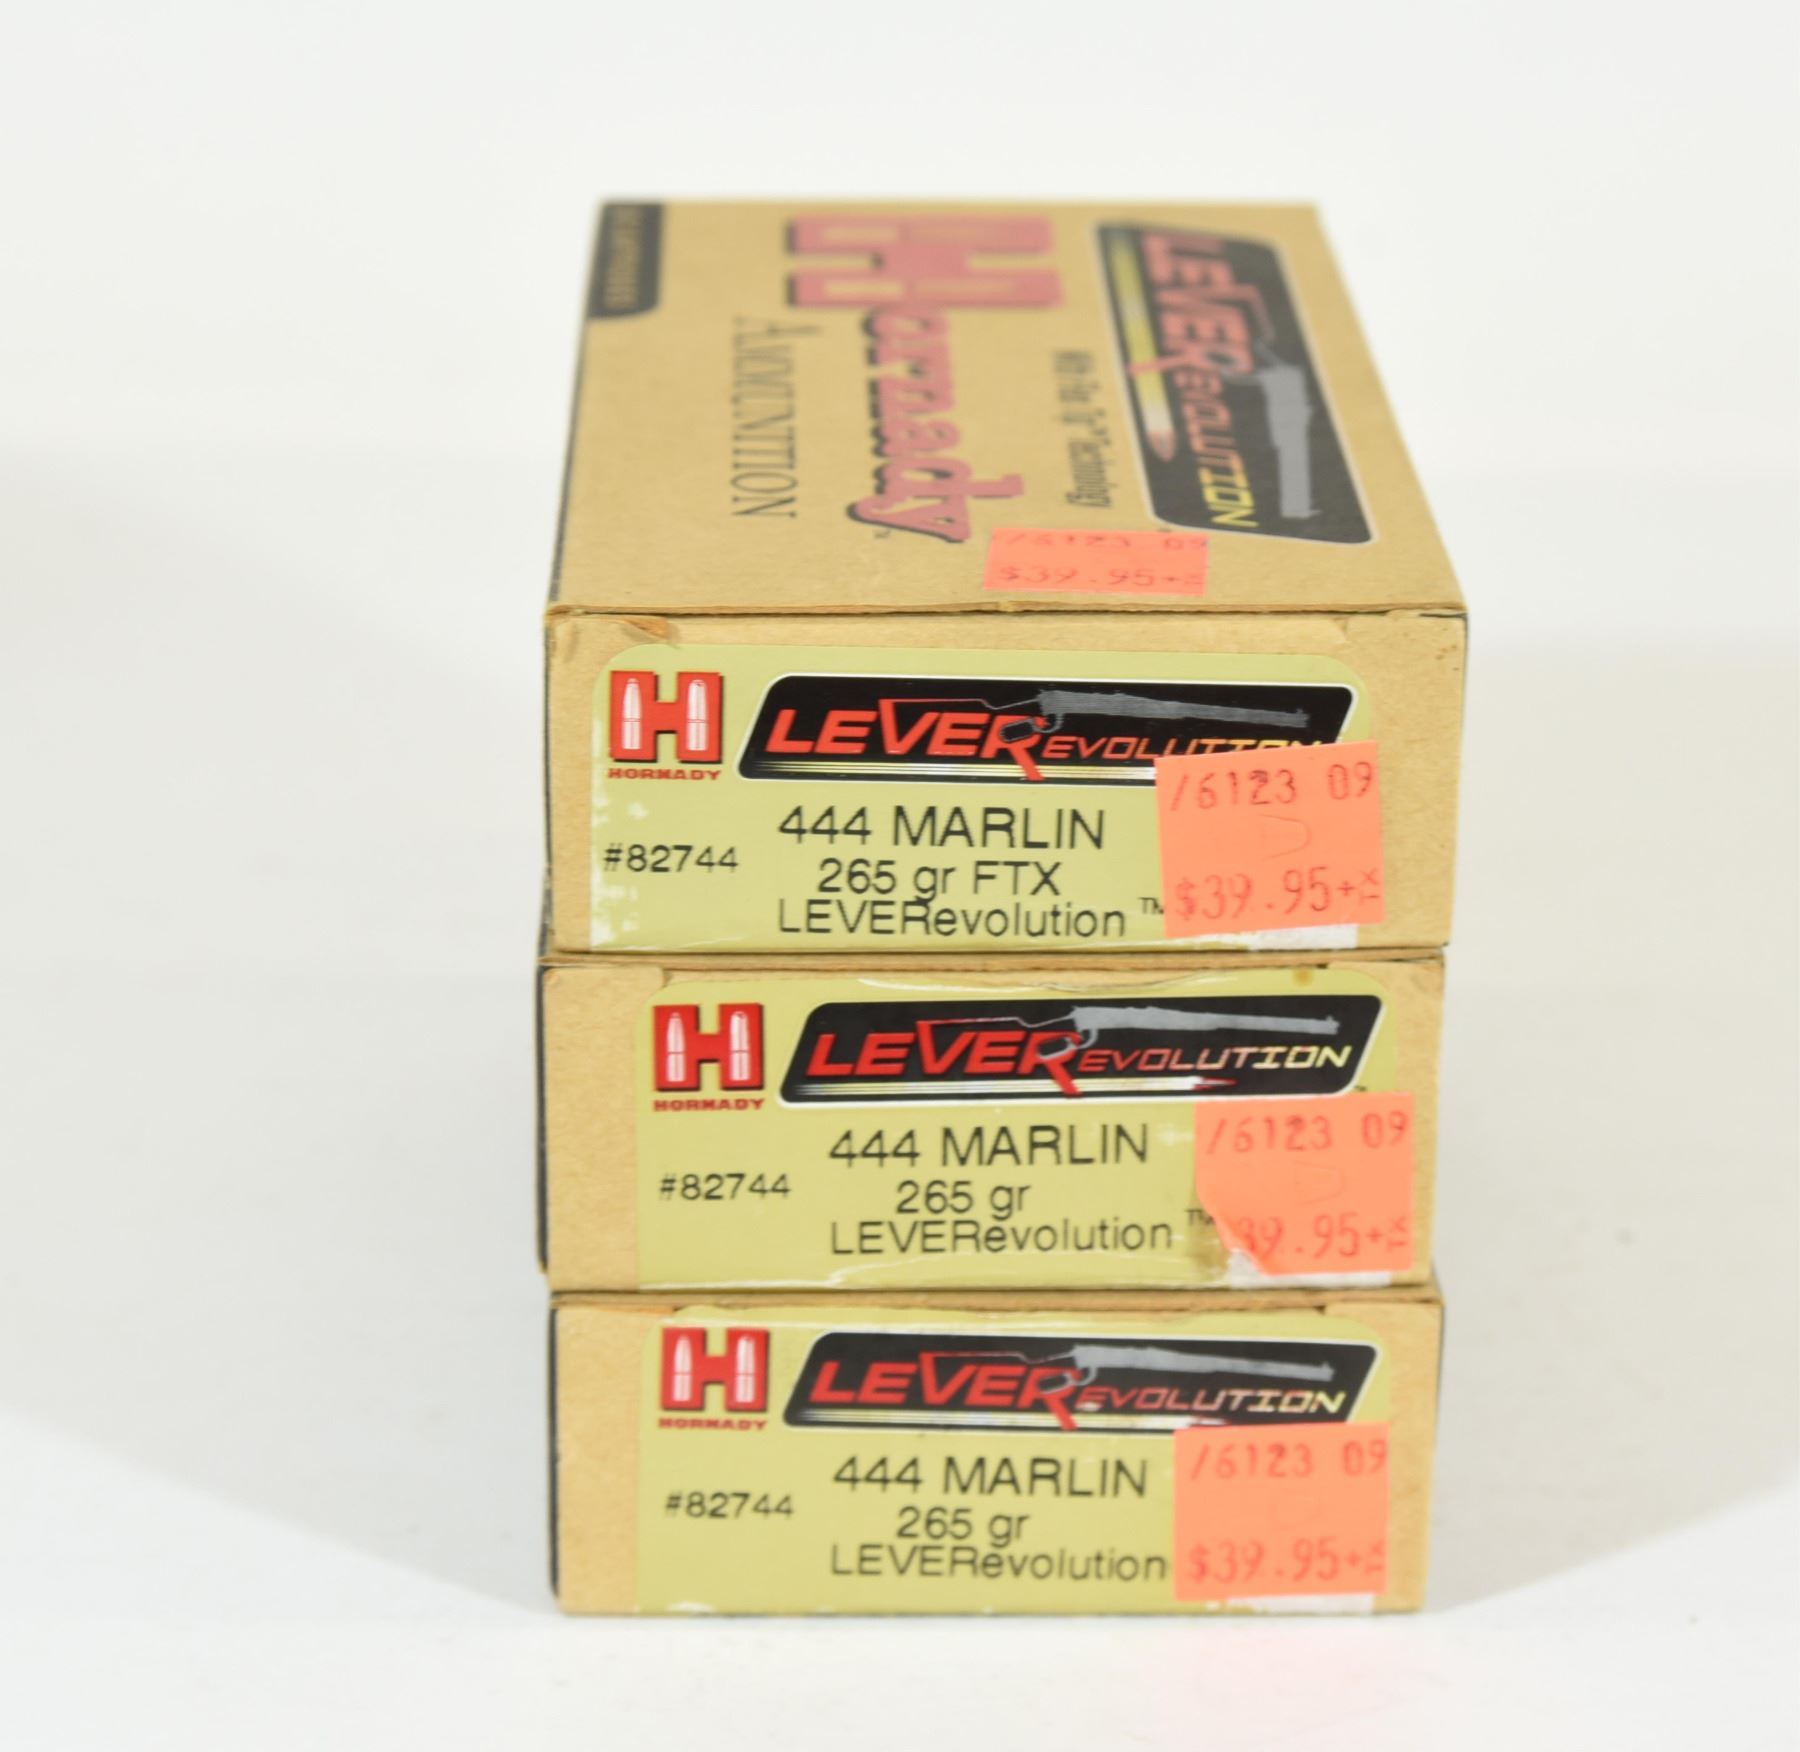 Hornady
AMMUNITION
LEVEREVOLUTION
/6123 09
$39.95+
HORNADY
LEVEREVOLUTION
/6123 09
444 MARLIN
#82744
265 gr FTX
$39.95+
LEVERevolution™
HORNADY
LEVEREVOLUTION
/6123 09
444 MARLIN
#82744
265 gr
LEVERevolution™
39.95+
HORNADY
LEVEREVOLUTION
/6123 09
444 MARLIN
#82744
265 gr
LEVERevolution
$39.95+